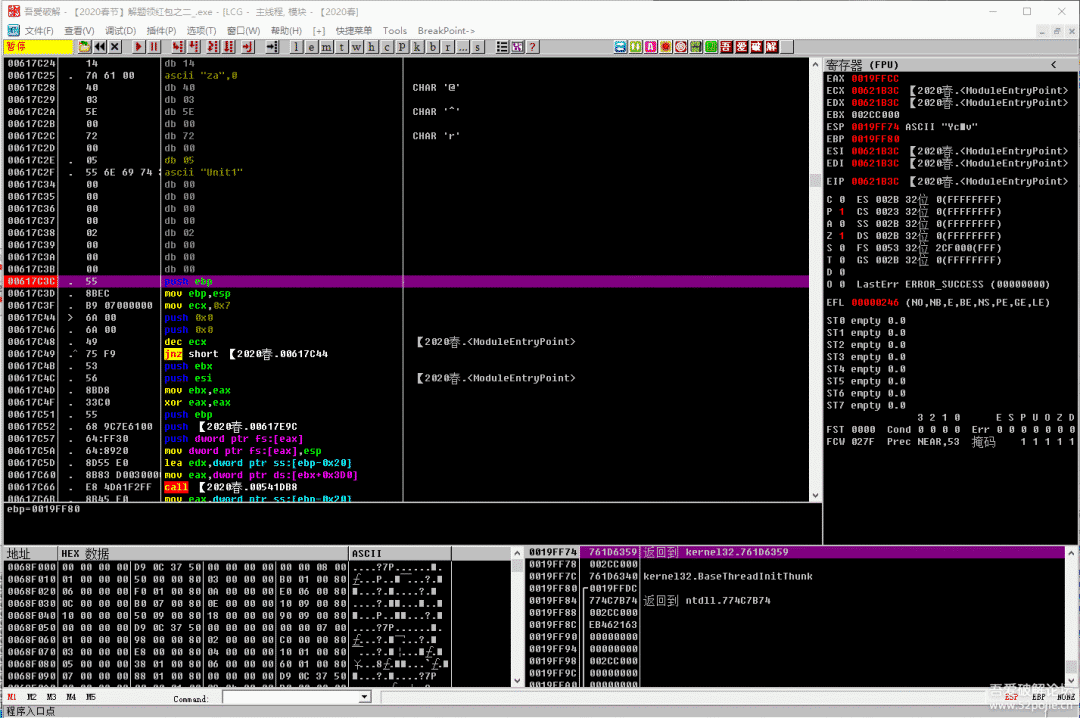 吾爱破解 - 【2020春节】解题领红包之二_.exe - [LCG - 主线程, 模块 - 【2020春]
文件(F) 查看(V) 调试(D) 插件(P) 选项(T) 窗口(W) 帮助(H) [+] 快捷菜单 Tools BreakPoint->
暂停 l e m t w h c P k b r ... s ?
00617C24 14 db 14
00617C25 . 7A 61 00 ascii "za",0
00617C28 40 db 40 CHAR '@'
00617C29 03 db 03
00617C2A 5E db 5E CHAR '^'
00617C2B 00 db 00
00617C2C 72 db 72 CHAR 'r'
00617C2D 00 db 00
00617C2E . 05 db 05
00617C2F . 55 6E 69 74 ascii "Unit1"
00617C34 00 db 00
00617C35 00 db 00
00617C36 00 db 00
00617C37 00 db 00
00617C38 02 db 02
00617C39 00 db 00
00617C3A 00 db 00
00617C3B 00 db 00
00617C3C . 55 push ebp
00617C3D . 8BEC mov ebp,esp
00617C3F . B9 07000000 mov ecx,0x7
00617C44 > 6A 00 push 0x0
00617C46 . 6A 00 push 0x0
00617C48 . 49 dec ecx 【2020春.<ModuleEntryPoint>
00617C49 .^ 75 F9 jnz short 【2020春.00617C44
00617C4B . 53 push ebx
00617C4C . 56 push esi 【2020春.<ModuleEntryPoint>
00617C4D . 8BD8 mov ebx,eax
00617C4F . 33C0 xor eax,eax
00617C51 . 55 push ebp
00617C52 . 68 9C7E6100 push 【2020春.00617E9C
00617C57 . 64:FF30 push dword ptr fs:[eax]
00617C5A . 64:8920 mov dword ptr fs:[eax],esp
00617C5D . 8D55 E0 lea edx,dword ptr ss:[ebp-0x20]
00617C60 . 8B83 D0030000 mov eax,dword ptr ds:[ebx+0x3D0]
00617C66 . E8 4DA1F2FF call 【2020春.00541DB8
00617C6B . 8B45 E0 mov eax,dword ptr ss:[ebp-0x20]
ebp=0019FF80
寄存器 (FPU) <
EAX 0019FFCC
ECX 00621B3C 【2020春.<ModuleEntryPoint>
EDX 00621B3C 【2020春.<ModuleEntryPoint>
EBX 002CC000
ESP 0019FF74 ASCII "Yc■v"
EBP 0019FF80
ESI 00621B3C 【2020春.<ModuleEntryPoint>
EDI 00621B3C 【2020春.<ModuleEntryPoint>
EIP 00621B3C 【2020春.<ModuleEntryPoint>
C 0 ES 002B 32位 0(FFFFFFFF)
P 1 CS 0023 32位 0(FFFFFFFF)
A 0 SS 002B 32位 0(FFFFFFFF)
Z 1 DS 002B 32位 0(FFFFFFFF)
S 0 FS 0053 32位 2CF000(FFF)
T 0 GS 002B 32位 0(FFFFFFFF)
D 0
O 0 LastErr ERROR_SUCCESS (00000000)
EFL 00000246 (NO,NB,E,BE,NS,PE,GE,LE)
ST0 empty 0.0
ST1 empty 0.0
ST2 empty 0.0
ST3 empty 0.0
ST4 empty 0.0
ST5 empty 0.0
ST6 empty 0.0
ST7 empty 0.0
3 2 1 0 E S P U O Z D
FST 0000 Cond 0 0 0 0 Err 0 0 0 0 0 0 0
FCW 027F Prec NEAR,53 掩码 1 1 1 1 1
地址 HEX 数据 ASCII
0068F000 00 00 00 00 D9 0C 37 50 00 00 00 00 00 00 08 00
0068F010 01 00 00 00 50 00 00 80 03 00 00 00 B0 01 00 80
0068F020 06 00 00 00 F0 01 00 80 0A 00 00 00 E0 06 00 80
0068F030 0C 00 00 00 B0 07 00 80 0E 00 00 00 10 09 00 80
0068F040 10 00 00 00 50 09 00 80 18 00 00 00 90 09 00 80
0068F050 00 00 00 00 D9 0C 37 50 00 00 00 00 00 00 07 00
0068F060 01 00 00 00 98 00 00 80 02 00 00 00 C0 00 00 80
0068F070 03 00 00 00 E8 00 00 80 04 00 00 00 10 01 00 80
0068F080 05 00 00 00 38 01 00 80 06 00 00 00 60 01 00 80
0068F090 07 00 00 00 88 01 00 80 00 00 00 00 D9 0C 37 50
0019FF74 761D6359 返回到 kernel32.761D6359
0019FF78 002CC000
0019FF7C 761D6340 kernel32.BaseThreadInitThunk
0019FF80 0019FFDC
0019FF84 774C7B74 返回到 ntdll.774C7B74
0019FF88 002CC000
0019FF8C EB462163
0019FF90 00000000
0019FF94 00000000
0019FF98 002CC000
0019FF9C 00000000
0019FFA0 00000000
M1 M2 M3 M4 M5 Command: ESP EBP NONE
程序入口点
吾爱破解论坛
www.52pojie.cn